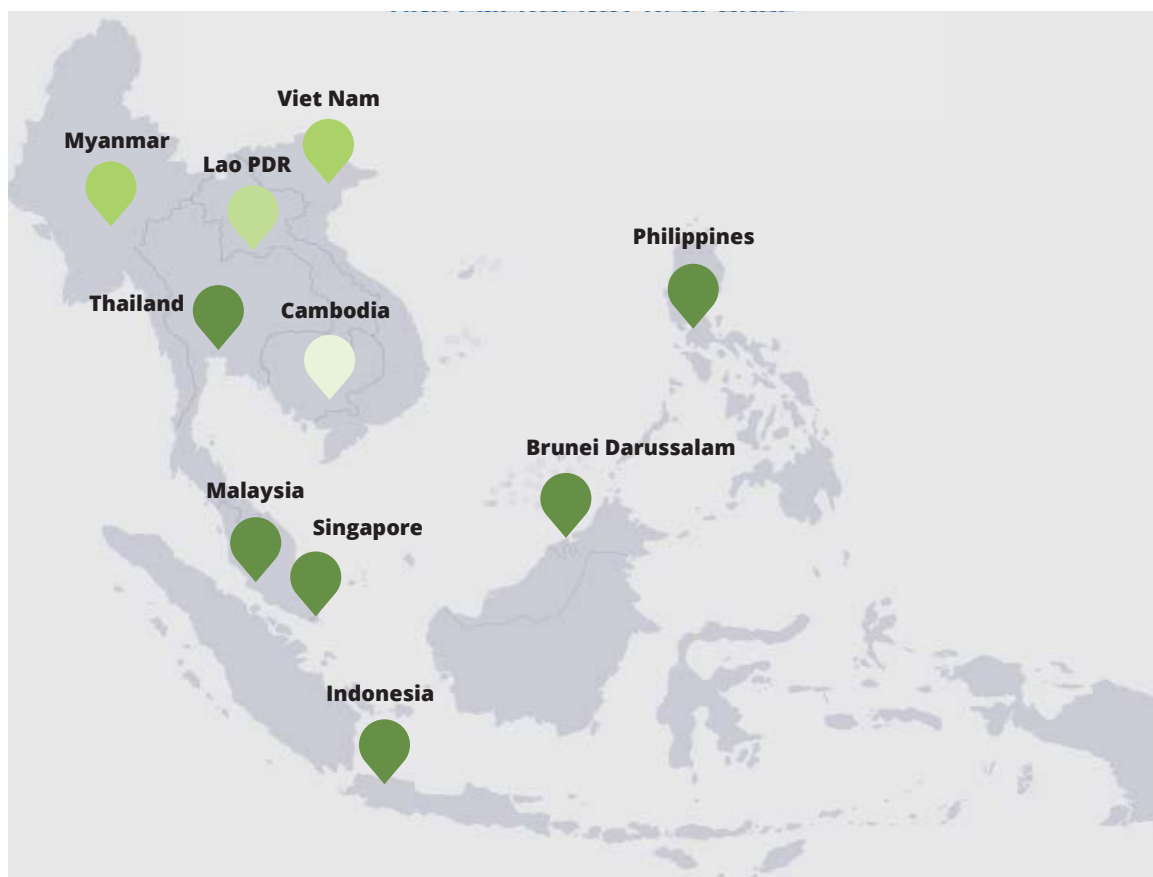 Viet Nam
Myanmar
Lao PDR
Philippines
Thailand
Cambodia
Brunei Darussalam
Malaysia
Singapore
Indonesia